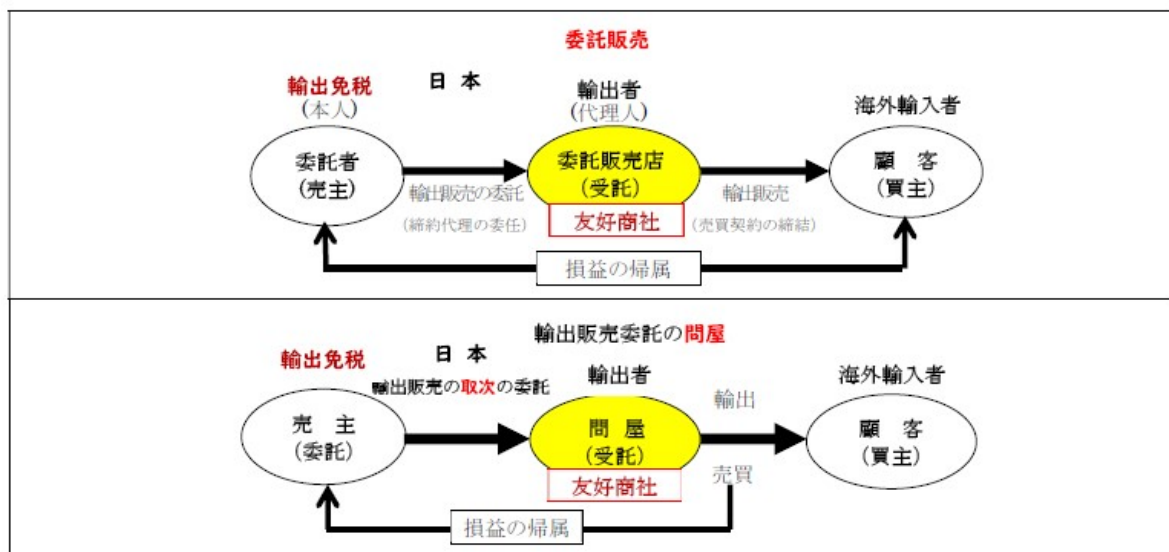 委託販売
輸出免税
日 本
輸出者
(本人)
(代理人)
海外輸入者
委託者
(売主)
委託販売店
(受託)
顧 客
(買主)
輸出販売の委託
輸出販売
(締約代理の委任)
友好商社
(売買契約の締結)
損益の帰属
輸出販売委託の問屋
輸出免税
日 本
輸出販売の取次の委託
輸出者
海外輸入者
輸出
売 主
(委託)
問 屋
(受託)
顧 客
(買主)
友好商社
売買
損益の帰属